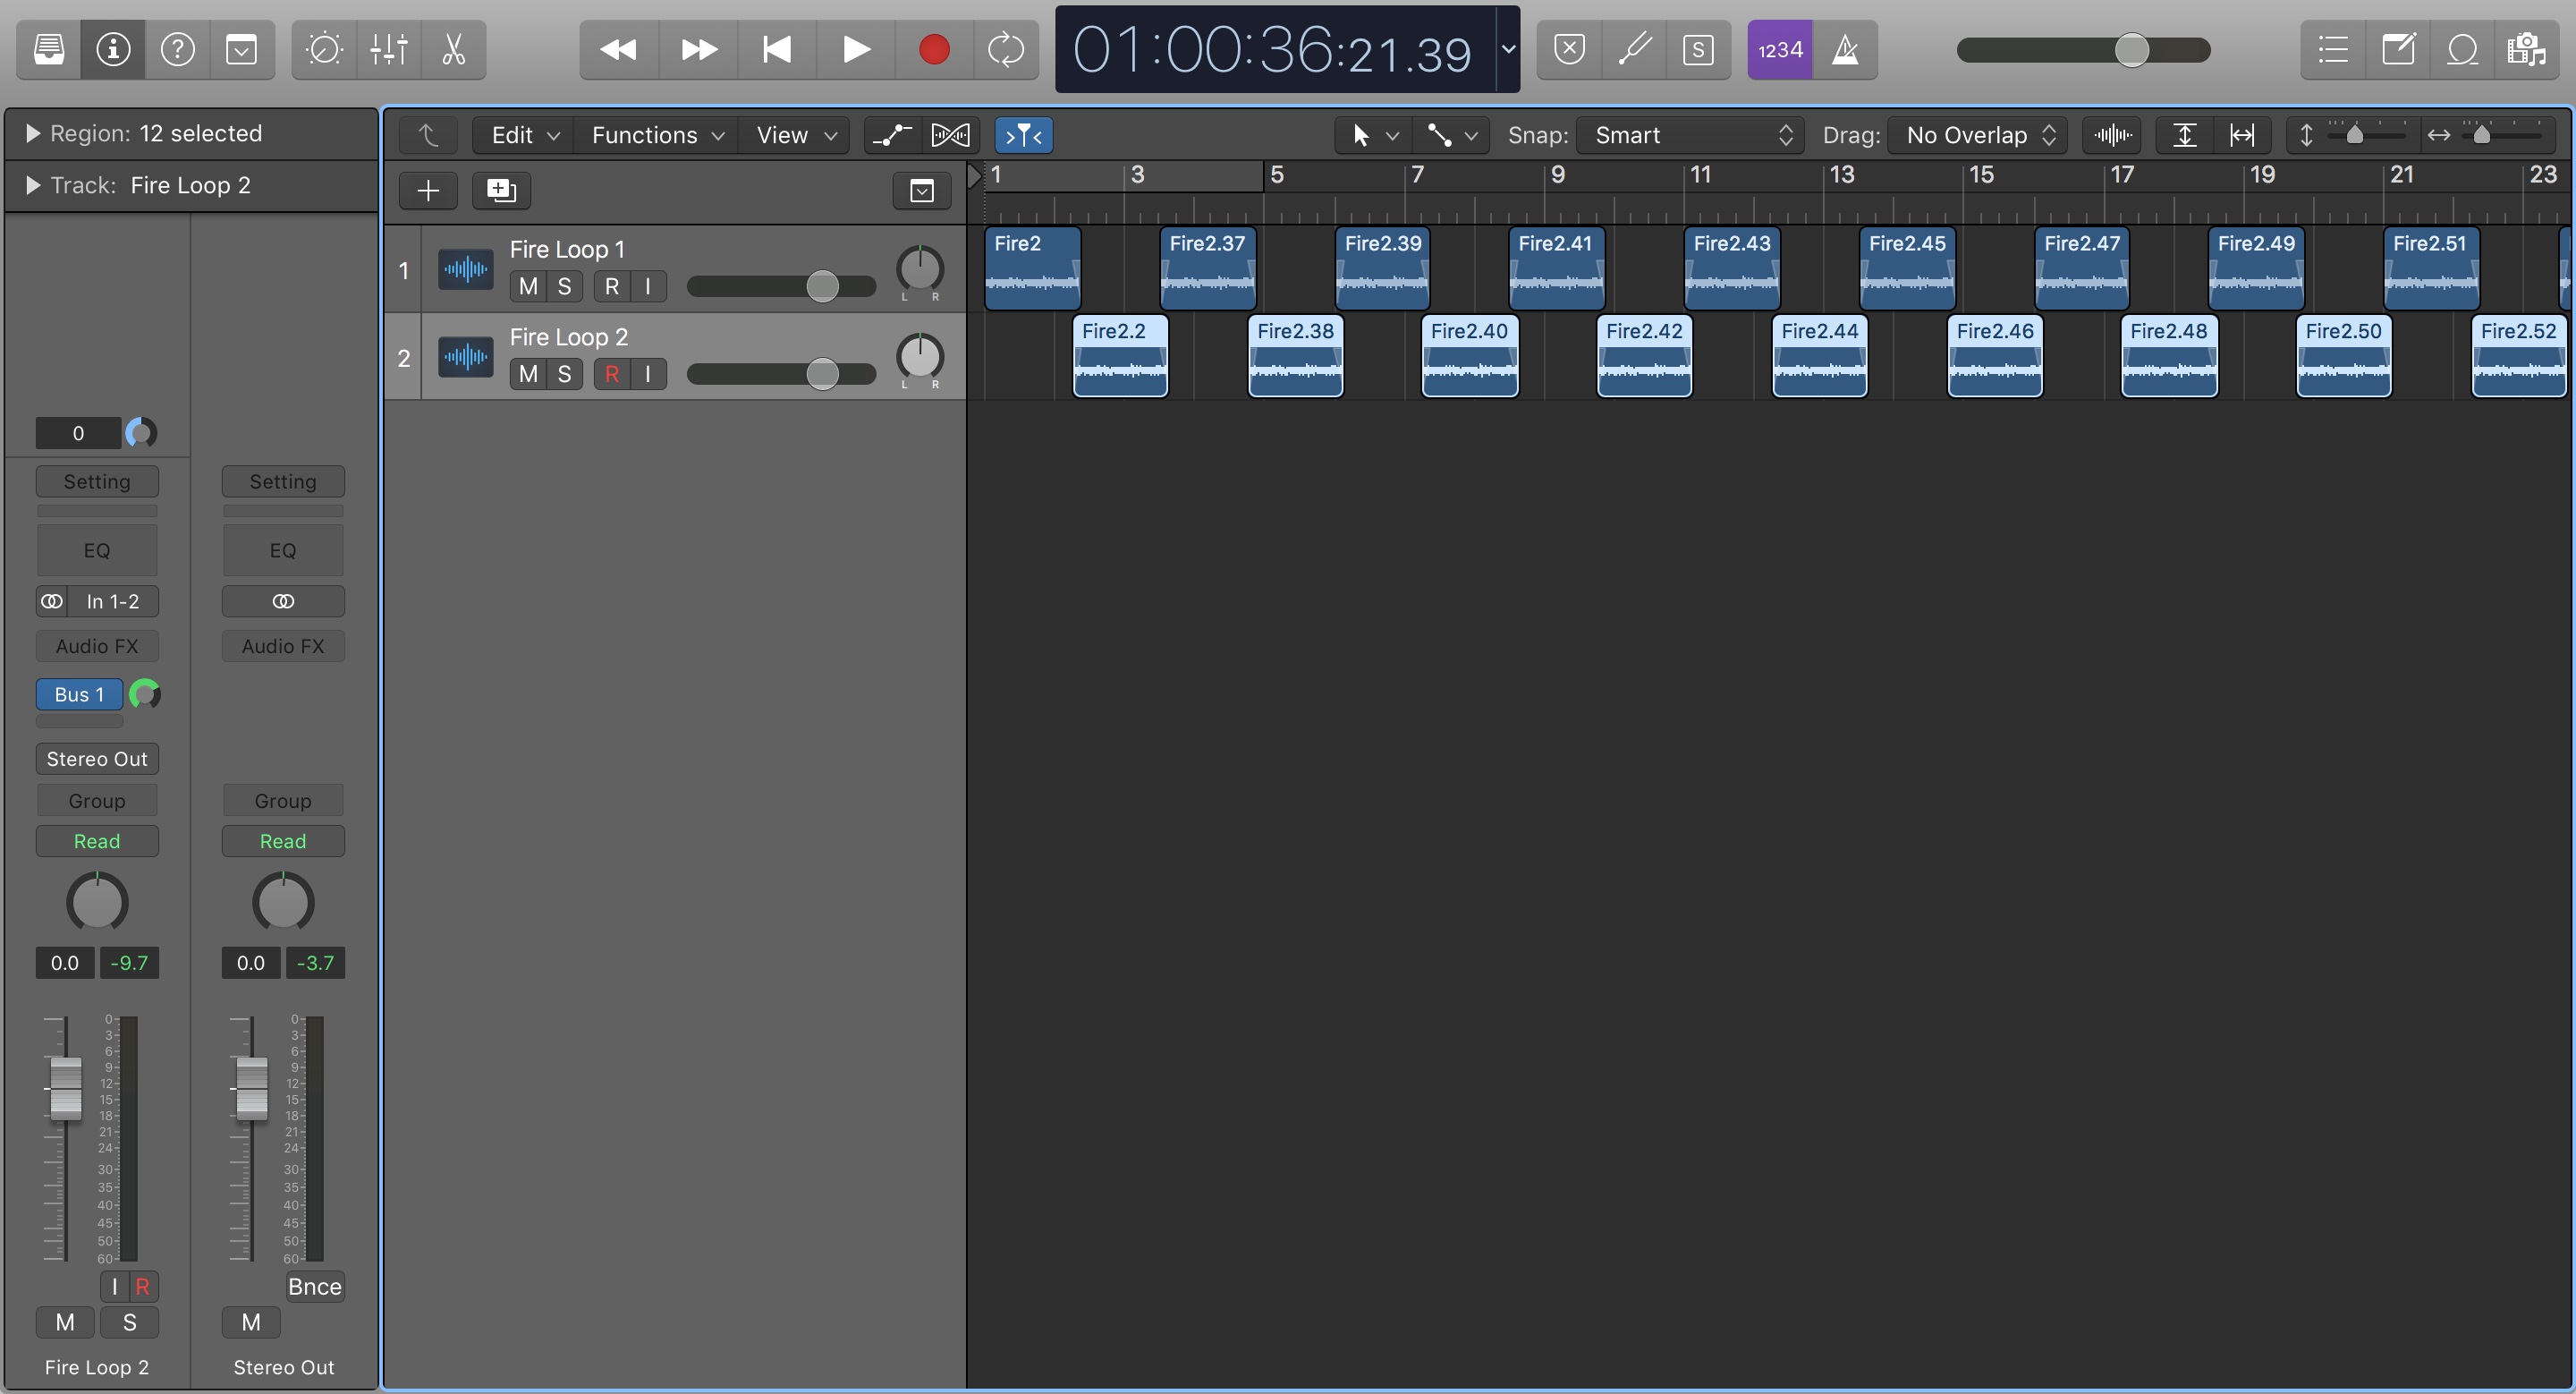 01:00:36:21.39
S
1234
Region: 12 selected
Edit
Functions
View
Snap: Smart
Drag: No Overlap
Track: Fire Loop 2
1
3
5
7
9
11
13
15
17
19
21
23
1
Fire Loop 1
M S R I
L R
Fire2
Fire2.37
Fire2.39
Fire2.41
Fire2.43
Fire2.45
Fire2.47
Fire2.49
Fire2.51
2
Fire Loop 2
M S R I
L R
Fire2.2
Fire2.38
Fire2.40
Fire2.42
Fire2.44
Fire2.46
Fire2.48
Fire2.50
Fire2.52
0
Setting
EQ
In 1-2
Audio FX
Bus 1
Stereo Out
Group
Read
0.0
-9.7
0
3
6
9
12
15
18
21
24
30
35
40
45
50
60
I R
M
S
Fire Loop 2
Setting
EQ
Audio FX
Group
Read
0.0
-3.7
0
3
6
9
12
15
18
21
24
30
35
40
45
50
60
Bnce
M
Stereo Out